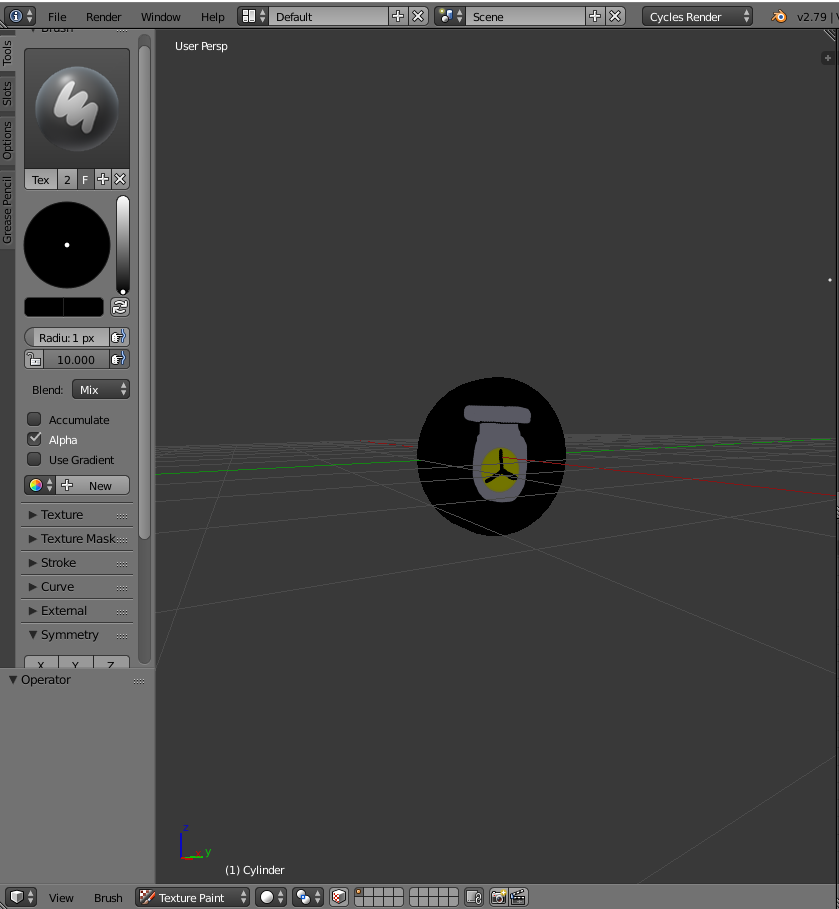 File Render Window Help Default Scene Cycles Render v2.79 |
Brush
User Persp
Tools
Slots
Options
Grease Pencil
Tex 2 F
Radiu: 1 px
10.000
Blend: Mix
Accumulate
Alpha
Use Gradient
New
Texture
Texture Mask
Stroke
Curve
External
Symmetry
X Y Z
Operator
z
y
(1) Cylinder
View Brush Texture Paint